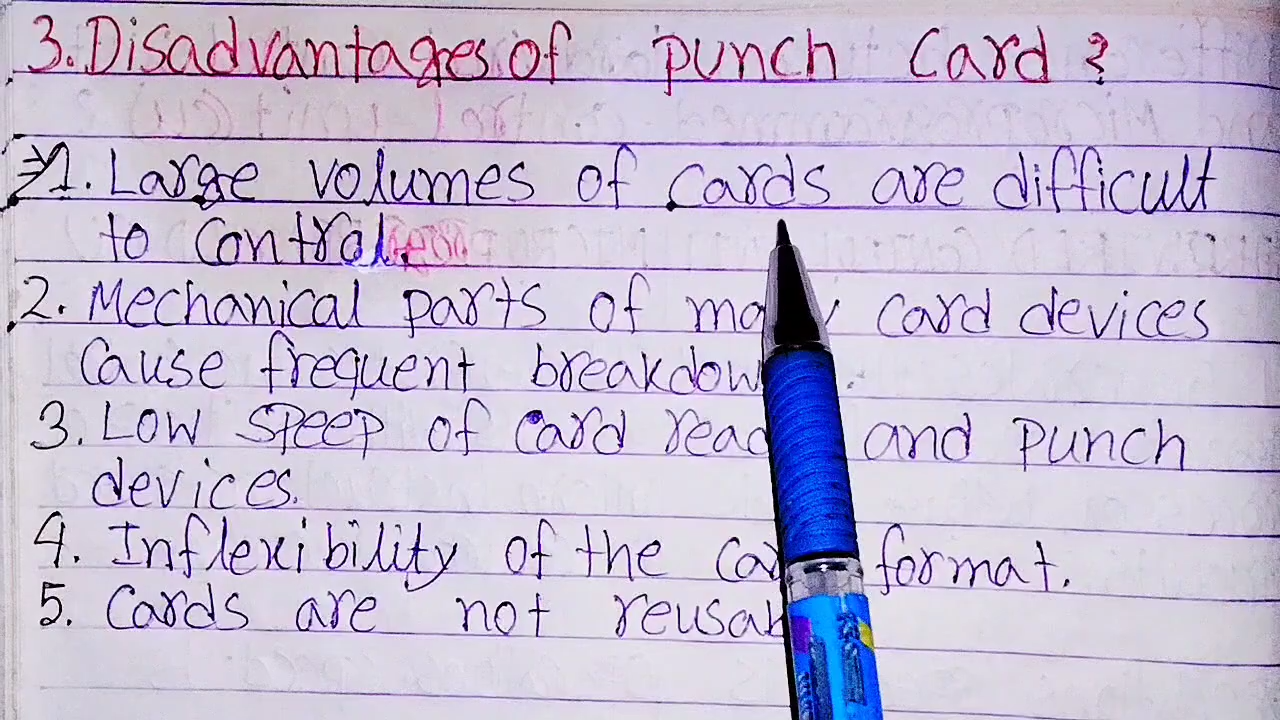 3. Disadvantages of punch card ?
⇒1. Large volumes of cards are difficult
to control.
2. Mechanical parts of card devices
cause frequent
3. Low speep of card and punch
devices.
4. Inflexibility of the format.
5. Cards are not